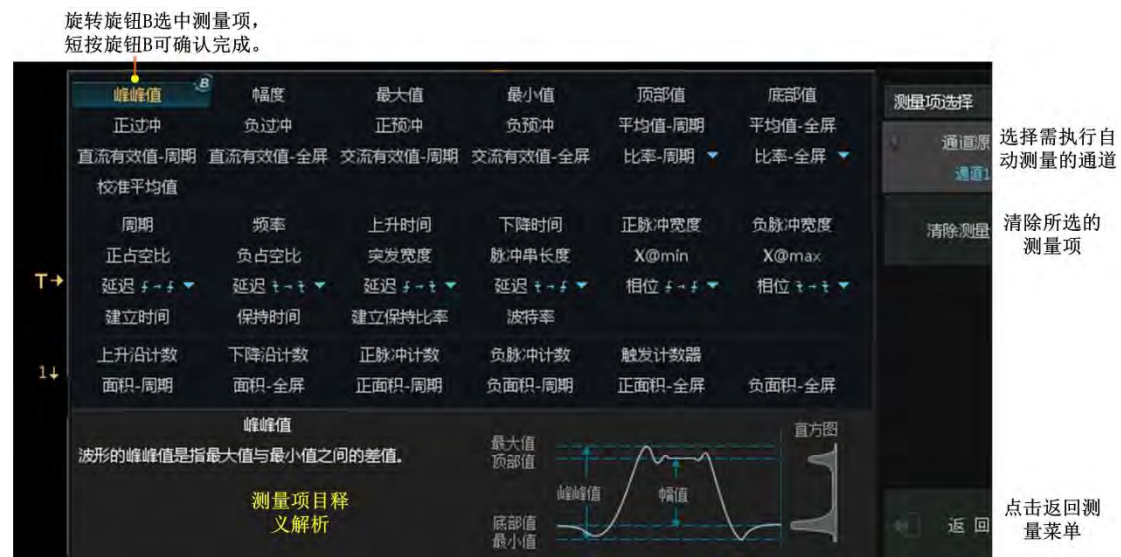 旋转旋钮B选中测量项，
短按旋钮B可确认完成。
峰峰值 B 幅度 最大值 最小值 顶部值 底部值
正过冲 负过冲 正预冲 负预冲 平均值-周期 平均值-全屏
直流有效值-周期 直流有效值-全屏 交流有效值-周期 交流有效值-全屏 比率-周期 比率-全屏
校准平均值
周期 频率 上升时间 下降时间 正脉冲宽度 负脉冲宽度
正占空比 负占空比 突发宽度 脉冲串长度 X@min X@max
T
延迟 延迟 延迟 延迟 相位 相位
建立时间 保持时间 建立保持比率 波特率
上升沿计数 下降沿计数 正脉冲计数 负脉冲计数 触发计数器
1
面积-周期 面积-全屏 正面积-周期 负面积-周期 正面积-全屏 负面积-全屏
峰峰值
波形的峰峰值是指最大值与最小值之间的差值。
测量项目释
义解析
最大值
顶部值
峰峰值
幅值
底部值
最小值
直方图
测量项选择
通道源
通道1
清除测量
返回
选择需执行自
动测量的通道
清除所选的
测量项
点击返回测
量菜单